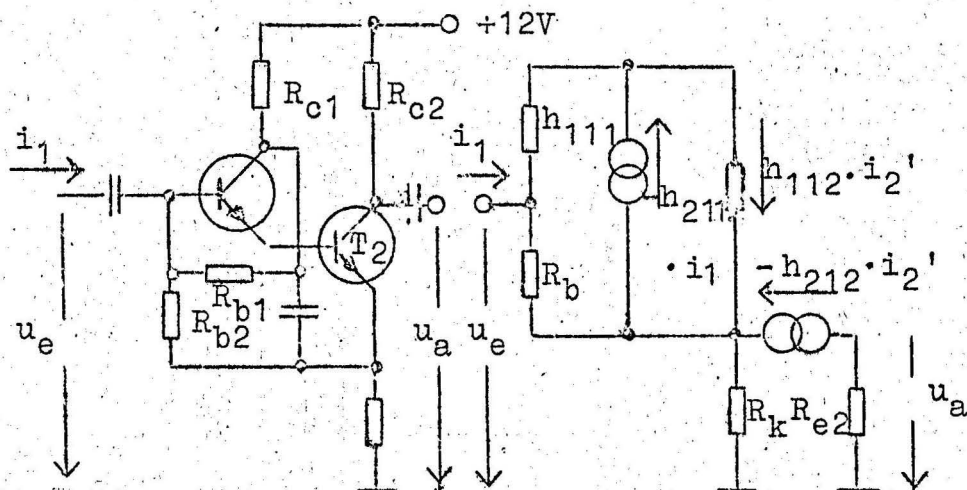 +12V
R_c1
R_c2
i_1
T_2
R_b1
R_b2
u_e
u_a
i_1
h_111
h_211
· i_1
h_112 · i_2'
R_b
- h_212 · i_2'
u_e
R_k
R_e2
u_a